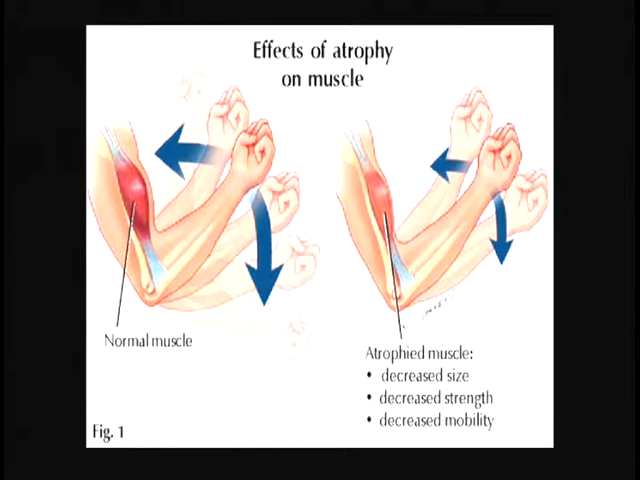 Effects of atrophy
on muscle
Normal muscle
Atrophied muscle:
• decreased size
• decreased strength
• decreased mobility
Fig. 1